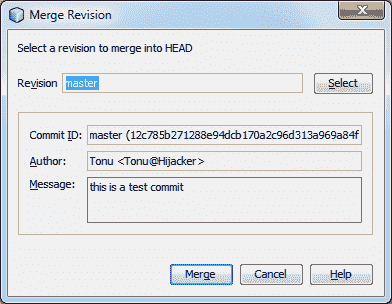 Merge Revision
Select a revision to merge into HEAD
Revision master Select
Commit ID: master (12c785b271288e94dcb170a2c96d313a969a84f
Author: Tonu <Tonu@Hijacker>
Message: this is a test commit
Merge Cancel Help